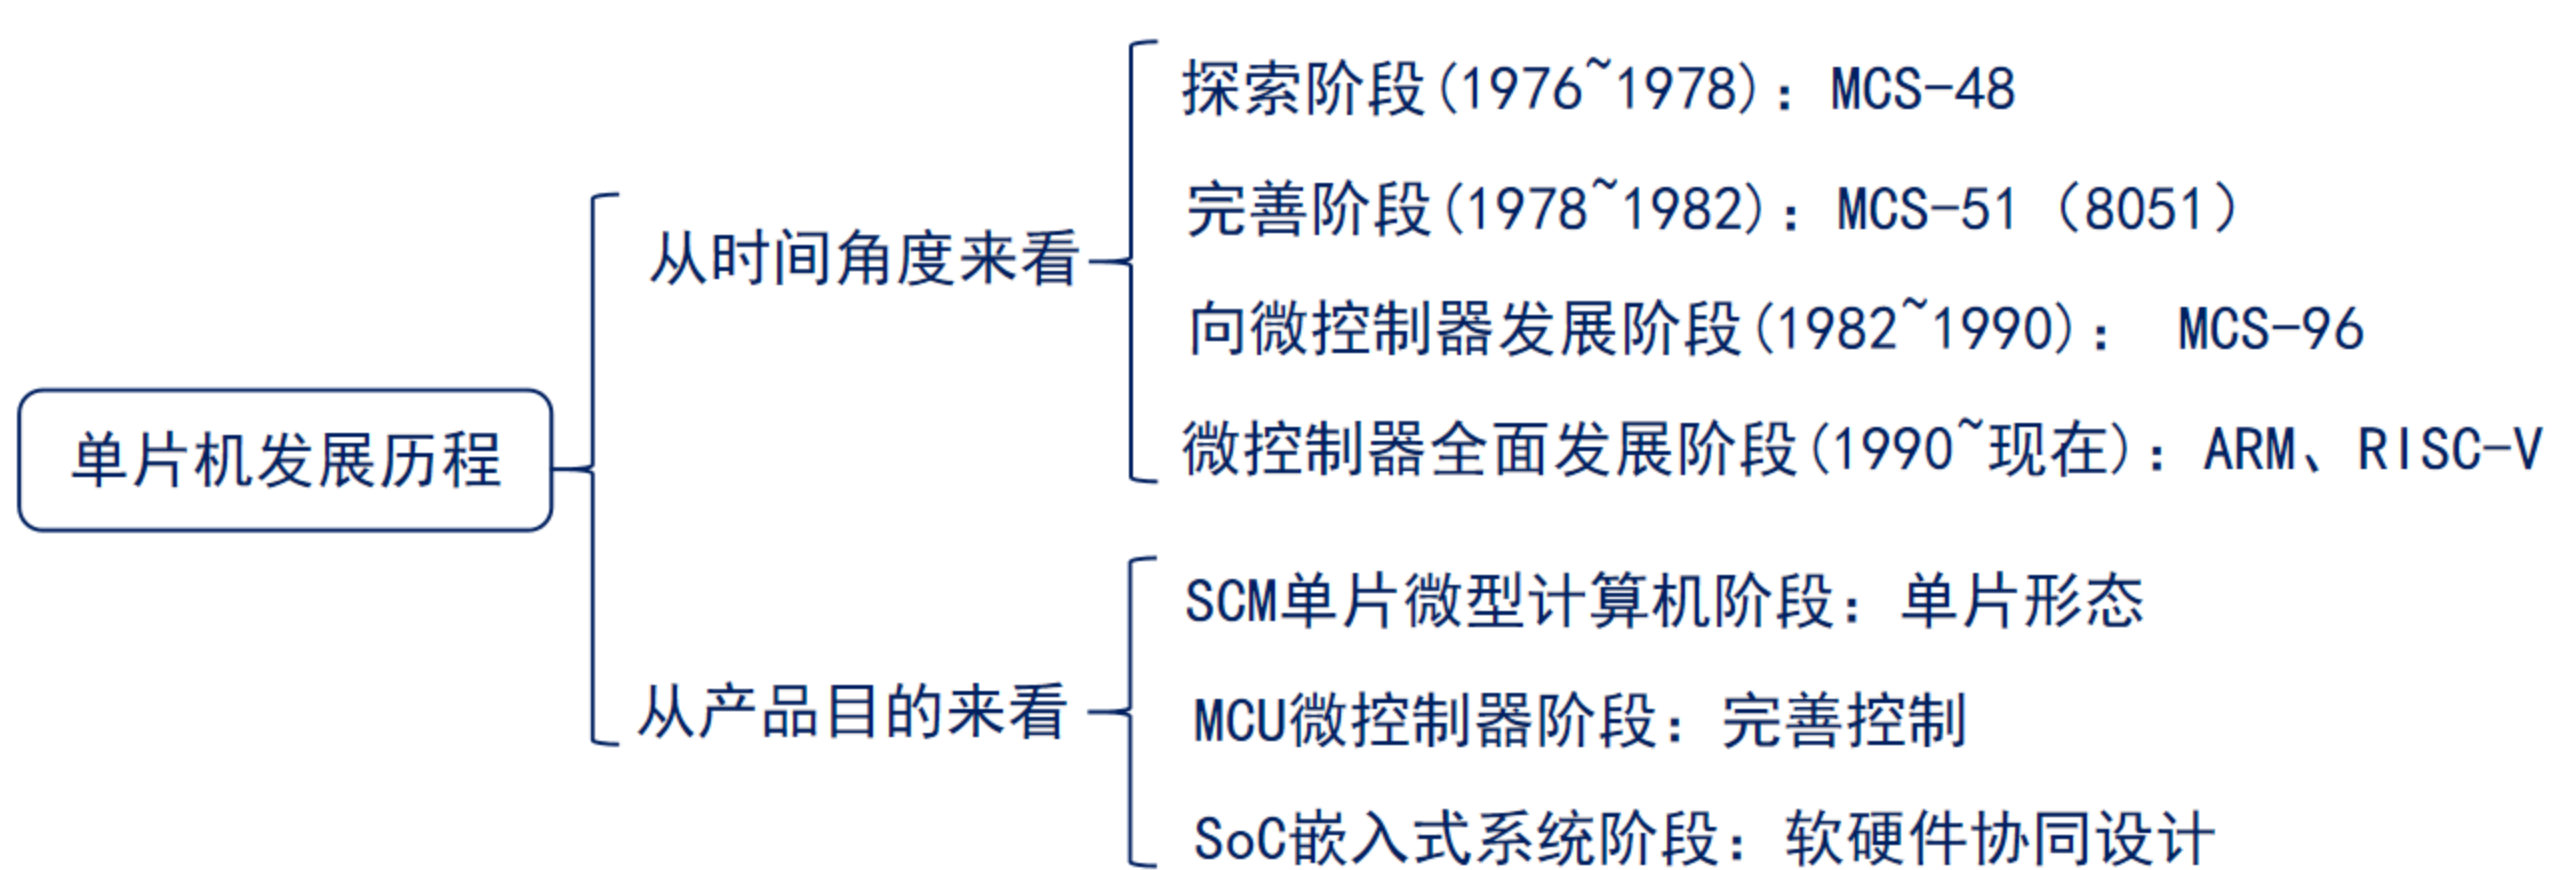 单片机发展历程
从时间角度来看
探索阶段(1976~1978)：MCS-48
完善阶段(1978~1982)：MCS-51（8051）
向微控制器发展阶段(1982~1990)： MCS-96
微控制器全面发展阶段(1990~现在)：ARM、RISC-V
从产品目的来看
SCM单片微型计算机阶段：单片形态
MCU微控制器阶段：完善控制
SoC嵌入式系统阶段：软硬件协同设计